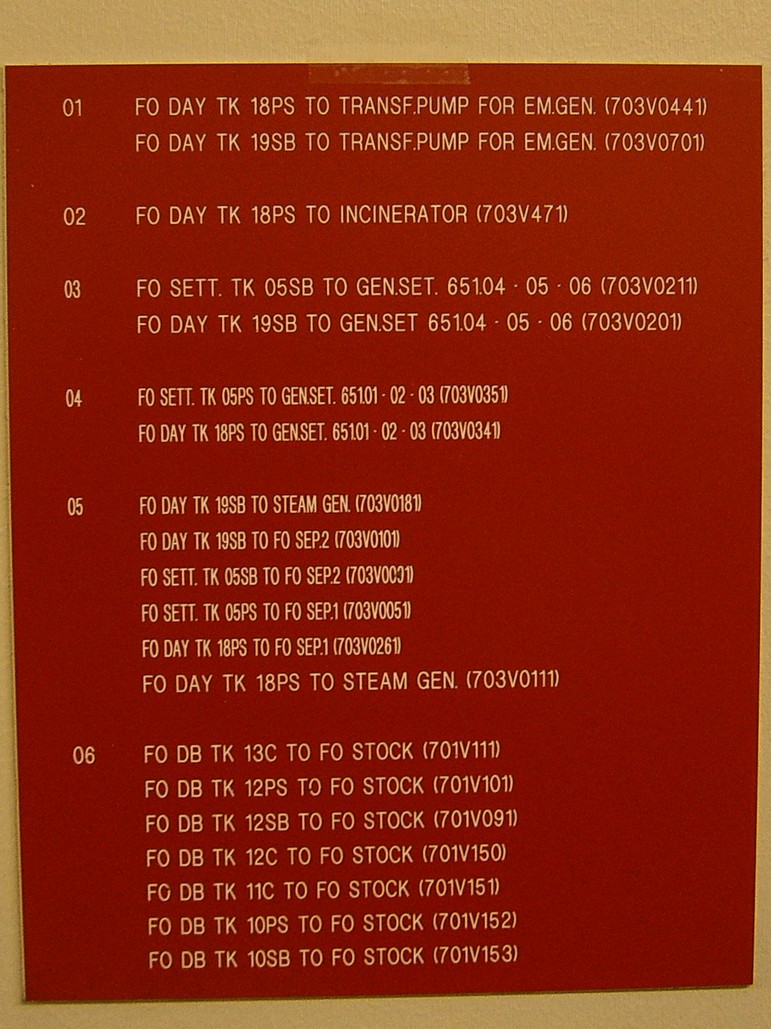 01 FO DAY TK 18PS TO TRANSF.PUMP FOR EM.GEN. (703V0441)
FO DAY TK 19SB TO TRANSF.PUMP FOR EM.GEN. (703V0701)
02 FO DAY TK 18PS TO INCINERATOR (703V471)
03 FO SETT. TK 05SB TO GEN.SET. 651.04 · 05 · 06 (703V0211)
FO DAY TK 19SB TO GEN.SET 651.04 · 05 · 06 (703V0201)
04 FO SETT. TK 05PS TO GEN.SET. 651.01 · 02 · 03 (703V0351)
FO DAY TK 18PS TO GEN.SET. 651.01 · 02 · 03 (703V0341)
05 FO DAY TK 19SB TO STEAM GEN. (703V0181)
FO DAY TK 19SB TO FO SEP.2 (703V0101)
FO SETT. TK 05SB TO FO SEP.2
FO SETT. TK 05PS TO FO SEP.1 (703V0051)
FO DAY TK 18PS TO FO SEP.1 (703V0261)
FO DAY TK 18PS TO STEAM GEN. (703V0111)
06 FO DB TK 13C TO FO STOCK (701V111)
FO DB TK 12PS TO FO STOCK (701V101)
FO DB TK 12SB TO FO STOCK (701V091)
FO DB TK 12C TO FO STOCK (701V150)
FO DB TK 11C TO FO STOCK (701V151)
FO DB TK 10PS TO FO STOCK (701V152)
FO DB TK 10SB TO FO STOCK (701V153)